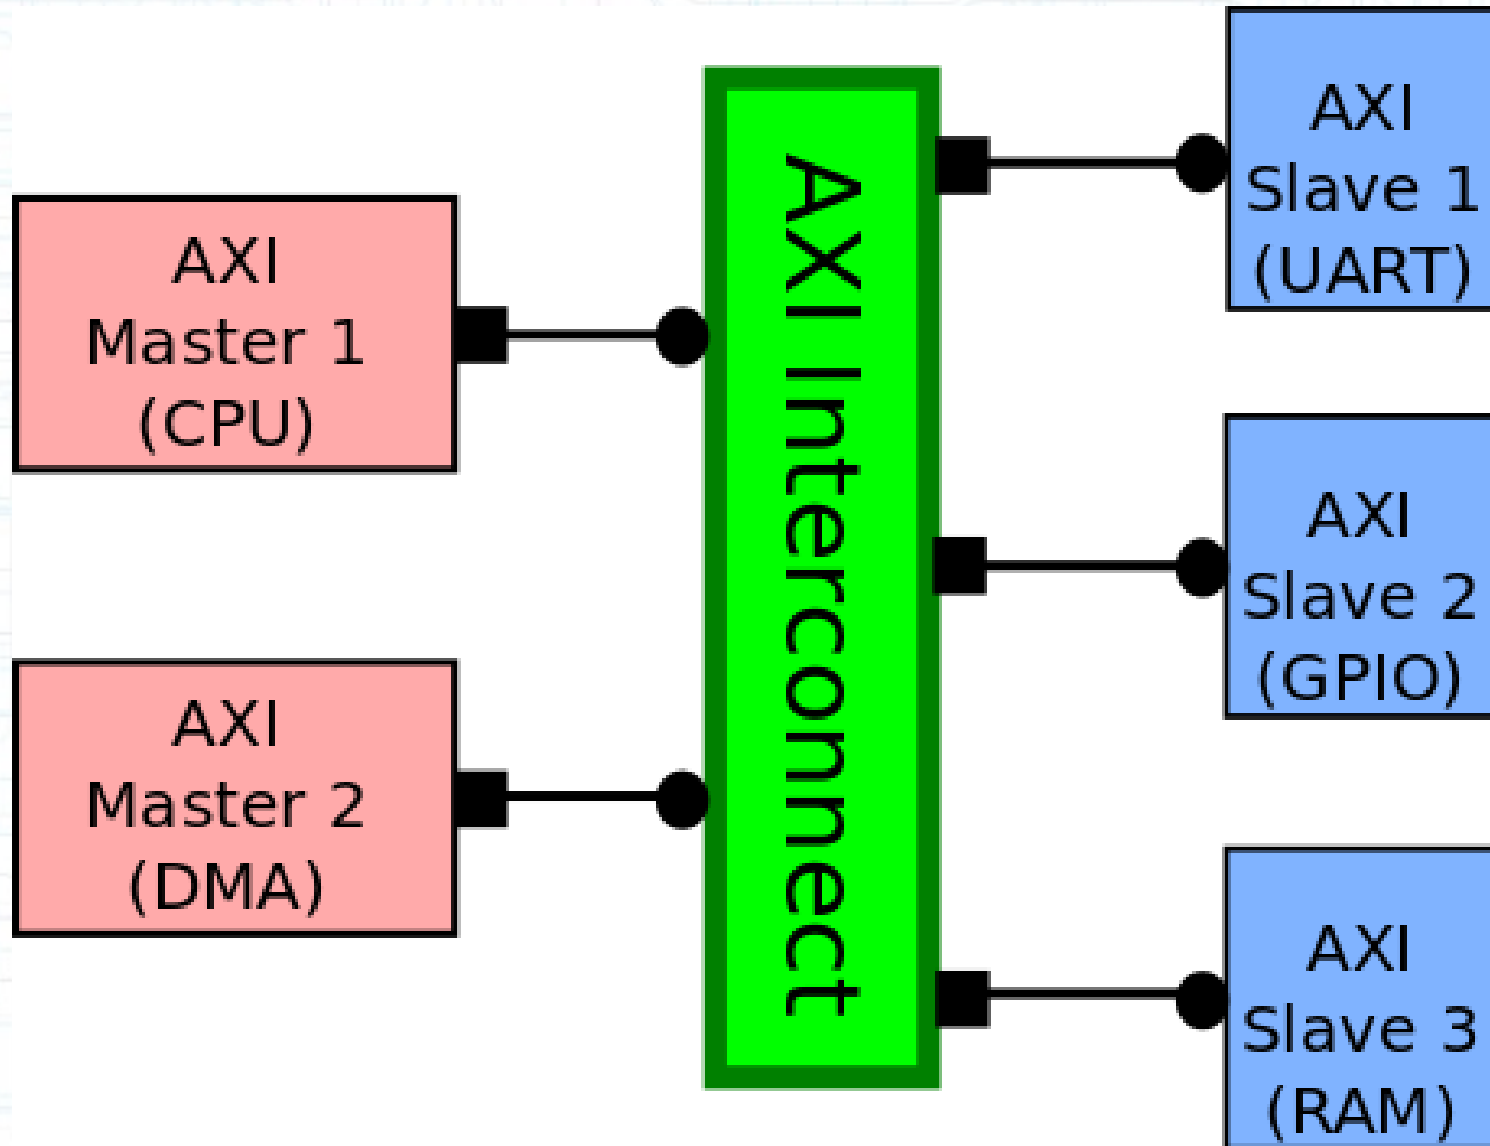 AXI
Master 1
(CPU)
AXI
Master 2
(DMA)
AXI Interconnect
AXI
Slave 1
(UART)
AXI
Slave 2
(GPIO)
AXI
Slave 3
(RAM)